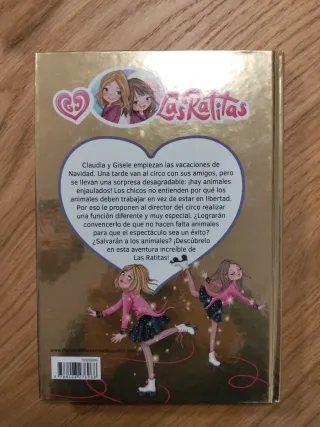 Las Ratitas
Claudia y Gisele empiezan las vacaciones de
Navidad. Una tarde van al circo con sus amigos, pero
se llevan una sorpresa desagradable: ¡hay animales
enjaulados! Los chicos no entienden por qué los
animales deben trabajar en vez de estar en libertad.
Por eso le proponen al director del circo realizar
una función diferente y muy especial. ¿Lograrán
convencerlo de que no hacen falta animales
para que el espectáculo sea un éxito?
¿Salvarán a los animales? ¡Descúbrelo
en esta aventura increíble de
Las Ratitas!